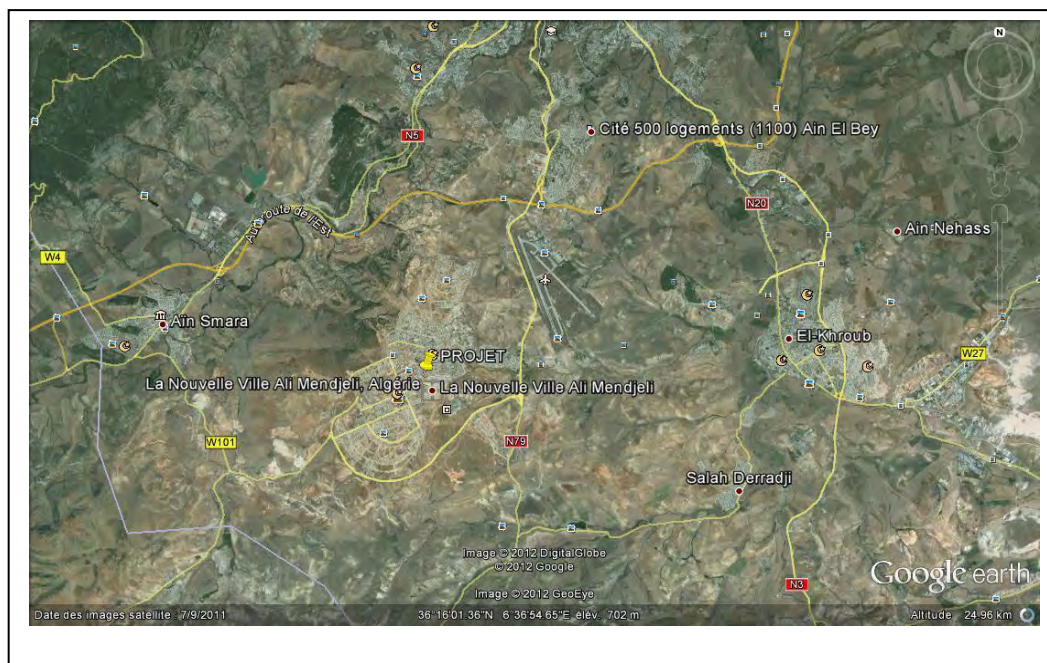 N
N5
Cité 500 logements (1100) Ain El Bey
N20
Autoroute de l'Est
Ain Nehass
W4
Aïn Smara
El-Khroub
PROJET
W27
La Nouvelle Ville Ali Mendjeli, Algérie
La Nouvelle Ville Ali Mendjeli
W101
N79
Salah Derradji
Image © 2012 DigitalGlobe
© 2012 Google
Image © 2012 GeoEye
N3
Google earth
Date des images satellite : 7/9/2011
36°16'01.36"N 6°36'54.65"E élév. 702 m
Altitude 24.96 km